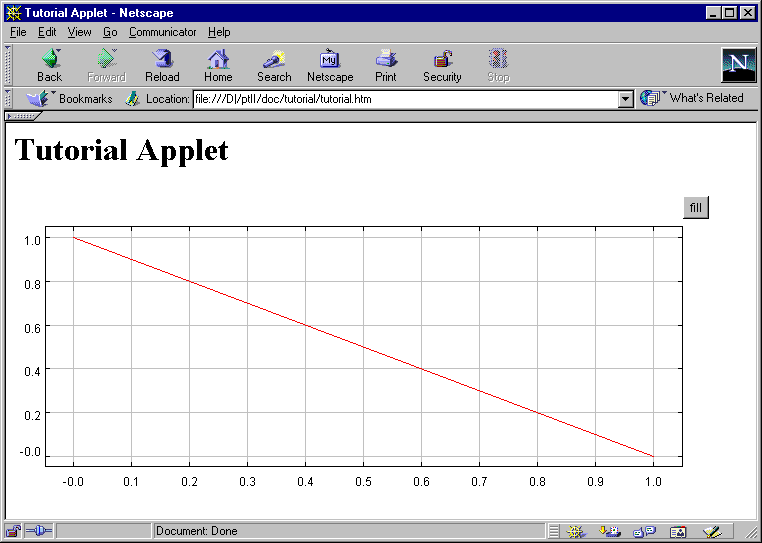 Tutorial Applet - Netscape
File Edit View Go Communicator Help
Back Forward Reload Home Search Netscape Print Security Stop
My
N
Bookmarks Location: file:///D|/ptII/doc/tutorial/tutorial.htm What's Related
Tutorial Applet
fill
1.0
0.8
0.6
0.4
0.2
-0.0
-0.0 0.1 0.2 0.3 0.4 0.5 0.6 0.7 0.8 0.9 1.0
Document: Done